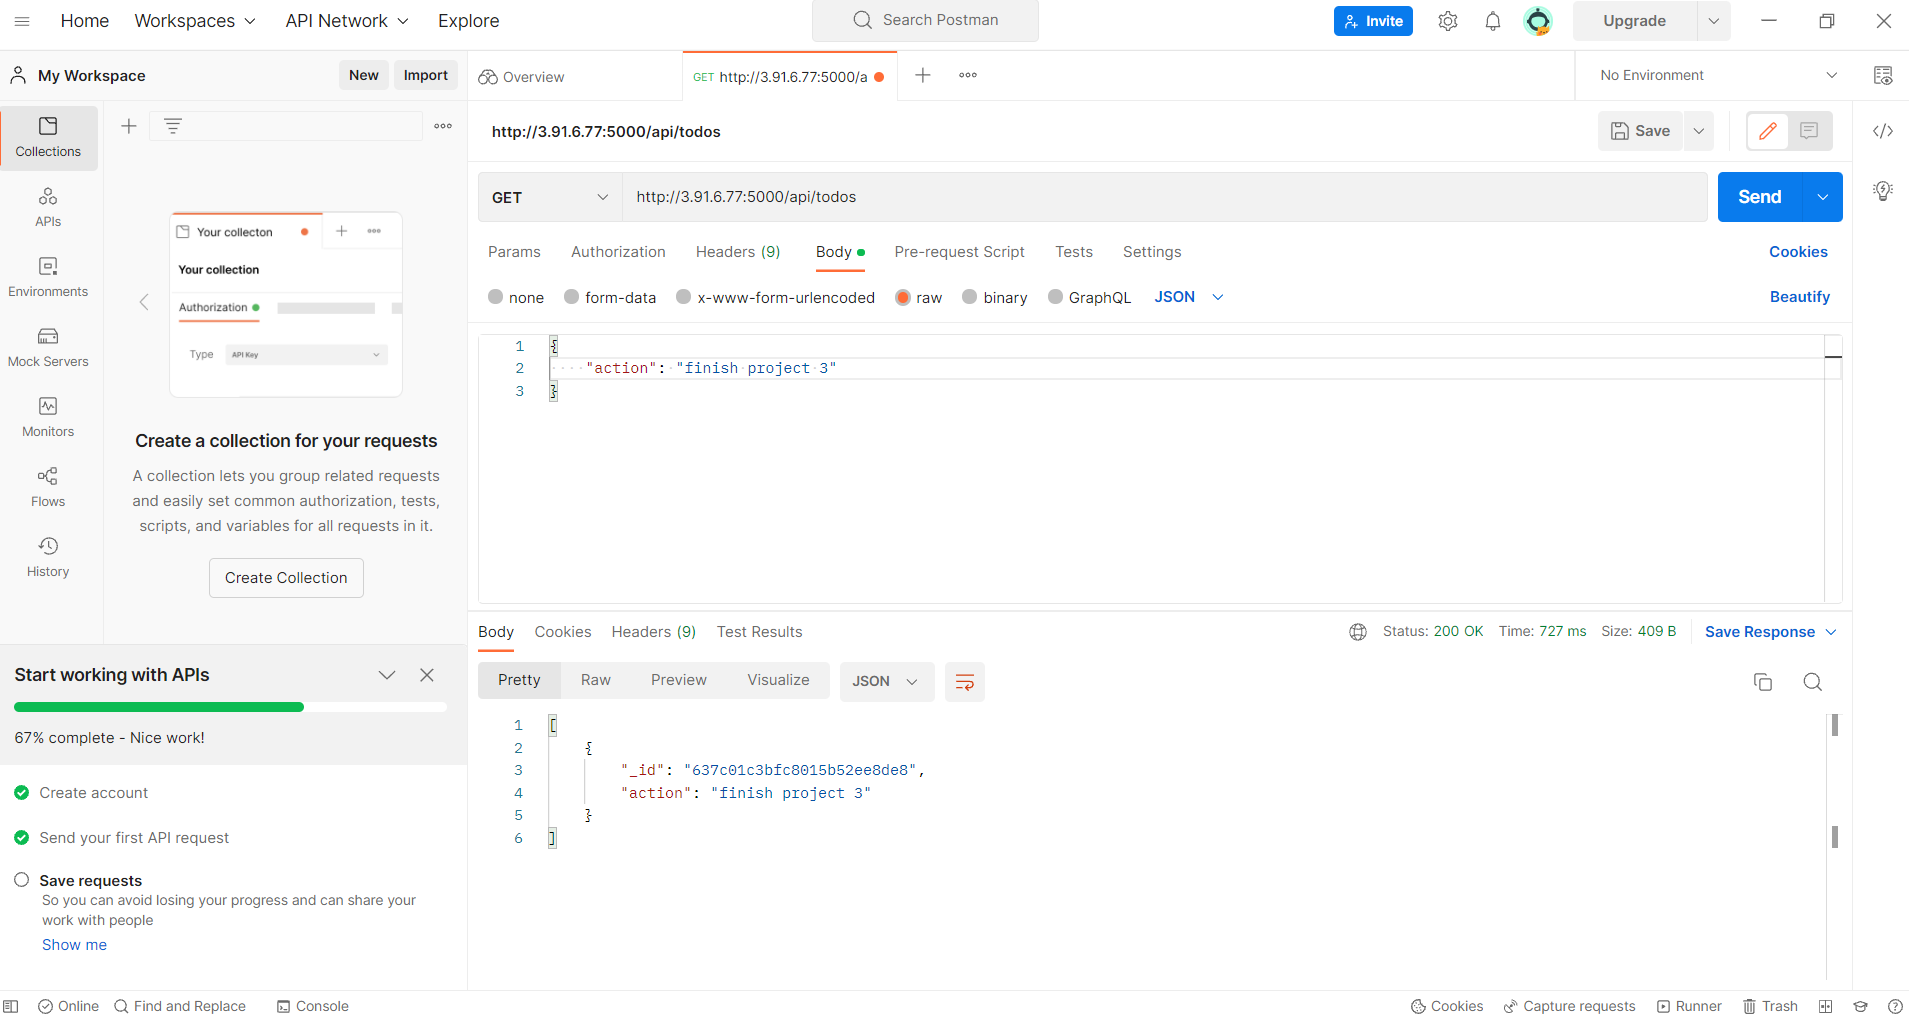 Home Workspaces API Network Explore Search Postman Invite Upgrade
My Workspace New Import
Overview GET http://3.91.6.77:5000/a No Environment
Collections
APIs
Environments
Mock Servers
Monitors
Flows
History
Your collecton
Your collection
Authorization
Type API Key
Create a collection for your requests
A collection lets you group related requests
and easily set common authorization, tests,
scripts, and variables for all requests in it.
Create Collection
Start working with APIs
67% complete - Nice work!
Create account
Send your first API request
Save requests
So you can avoid losing your progress and can share your
work with people
Show me
http://3.91.6.77:5000/api/todos Save
GET http://3.91.6.77:5000/api/todos Send
Params Authorization Headers (9) Body Pre-request Script Tests Settings Cookies
none form-data x-www-form-urlencoded raw binary GraphQL JSON Beautify
1 {
2 "action": "finish project 3"
3 }
Body Cookies Headers (9) Test Results Status: 200 OK Time: 727 ms Size: 409 B Save Response
Pretty Raw Preview Visualize JSON
1 [
2 {
3 "_id": "637c01c3bfc8015b52ee8de8",
4 "action": "finish project 3"
5 }
6 ]
Online Find and Replace Console Cookies Capture requests Runner Trash